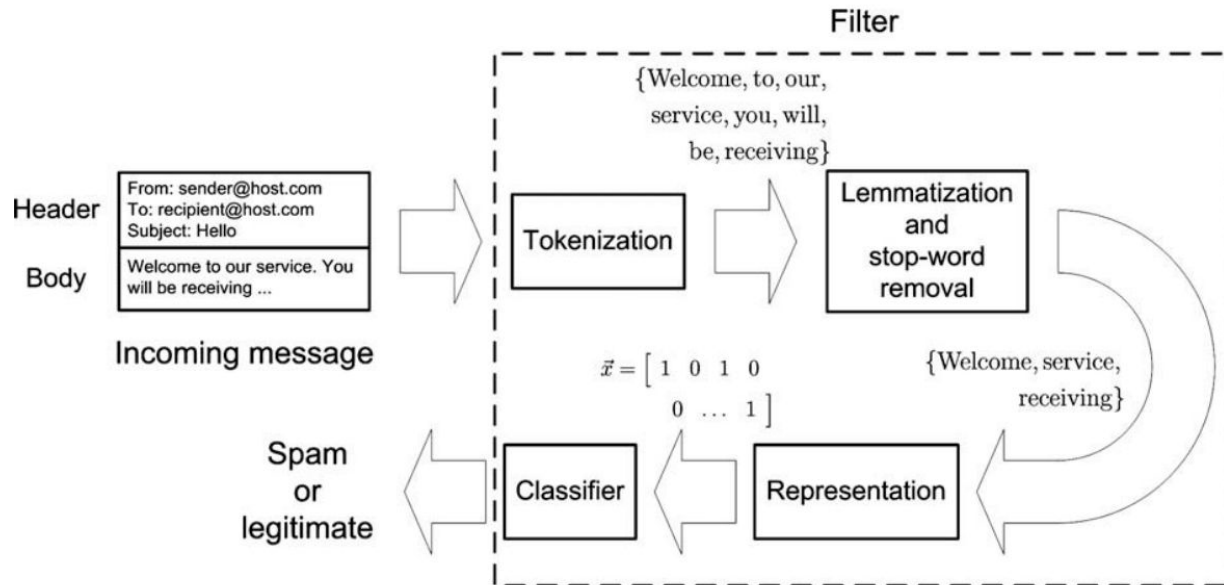 Filter
{Welcome, to, our,
service, you, will,
be, receiving}
Header
From: sender@host.com
To: recipient@host.com
Subject: Hello
Body
Welcome to our service. You
will be receiving ...
Incoming message
Tokenization
Lemmatization
and
stop-word
removal
{Welcome, service,
receiving}
x⃗ = [ 1 0 1 0
0 … 1 ]
Representation
Classifier
Spam
or
legitimate